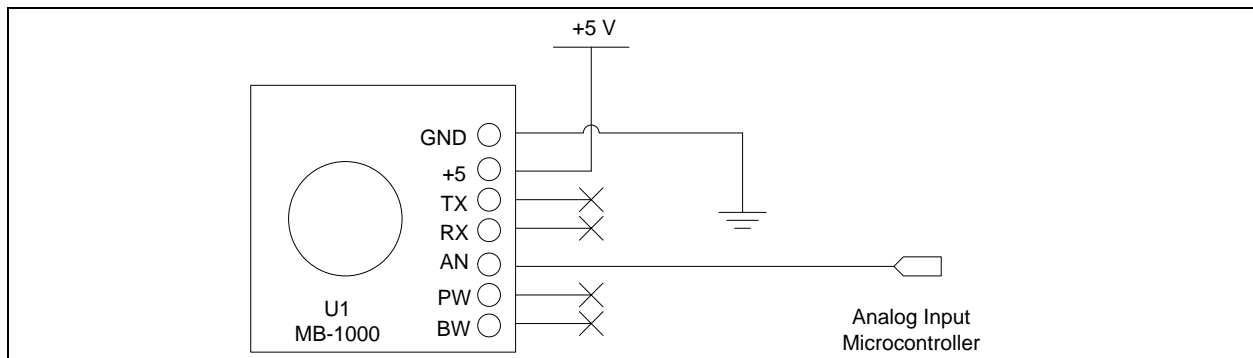 +5 V
GND
+5
TX
RX
AN
PW
BW
U1
MB-1000
Analog Input
Microcontroller